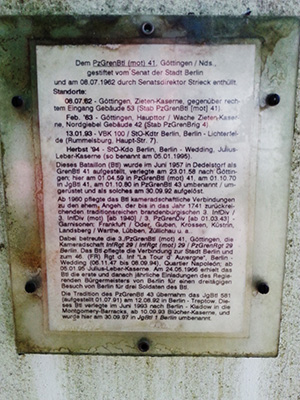 Dem PzGrenBtl (mot) 41, Göttingen / Nds.,
gestiftet vom Senat der Stadt Berlin
und am 08.07.1962 durch Senatsdirektor Strieck enthüllt.
Standorte:
08.07.62 - Göttingen, Zieten-Kaserne, gegenüber rech-
tem Eingang Gebäude 53 (Stab PzGrenBtl [mot] 41).
Feb. '63 - Göttingen, Haupttor / Wache Zieten-Kaser-
ne, Nordgiebel Gebäude 42 (Stab PzGrenBrig 4).
13.01.93 - VBK 100 / StO-Kdtr Berlin, Berlin - Lichterfel-
de (Rummelsburg, Haupt-Str. 7).
Herbst '94 - StO-Kdo Berlin, Berlin - Wedding, Julius-
Leber-Kaserne (so benannt am 05.01.1995).
Dieses Bataillon (Btl) wurde im Juni 1957 in Dedelstorf als
GrenBtl 41 aufgestellt, verlegte am 23.01.58 nach Göttin-
gen; hier am 01.04.59 in PzGrenBtl (mot) 41, am 01.10.70
in JgBtl 41, am 01.10.80 in PzGrenBtl 43 umbenannt / um-
gerüstet und als solches am 30.09.92 aufgelöst.
Ab 1960 pflegte das Btl kameradschaftliche Verbindungen
zu den ehem. Angeh. der bis in das Jahr 1741 zurückrei-
chenden traditionsreichen brandenburgischen 3. InfDiv /
3. InfDiv (mot) [ab 1940] / 3. PzGrenDiv [ab 01.03.43] -
Garnisonen: Frankfurt / Oder, Guben, Krossen, Küstrin,
Landsberg / Warthe, Lübben, Züllichau u. a.
Dabei betreute die 3./PzGrenBtl (mot) 41, Göttingen, die
Kameradschaft InfRgt 29 / InfRgt (mot) 29 / PzGrenRgt 29
Ferner: Das Btl pflegte die Verbindung zur Stadt Berlin und
zum 46. (FR) Rgt d. Inf "La Tour d' Auvergne", Berlin -
Wedding (06.11.47 bis 08.09.94): Quartier Napoléon; ab
05.01.95 Julius-Leber-Kaserne. Am 24.05.1966 erhielt das
Btl die erste und danach jährliche Einladung des Regieren-
den Bürgermeisters von Berlin für einen dreitägigen
Besuch von Berlin für drei Soldaten des Btl.
Die Tradition des PzGrenBtl 43 übernahm das JgBtl 581
(aufgestellt 01.07.91) am 12.08.92 in Berlin - Treptow. Die-
ses Btl verlegte im Juni 1993 nach Berlin - Kladow in die
Montgomery-Barracks, ab 10.09.93 Blücher-Kaserne, und
wurde hier am 30.09.97 in JgBtl 1 Berlin umbenannt.